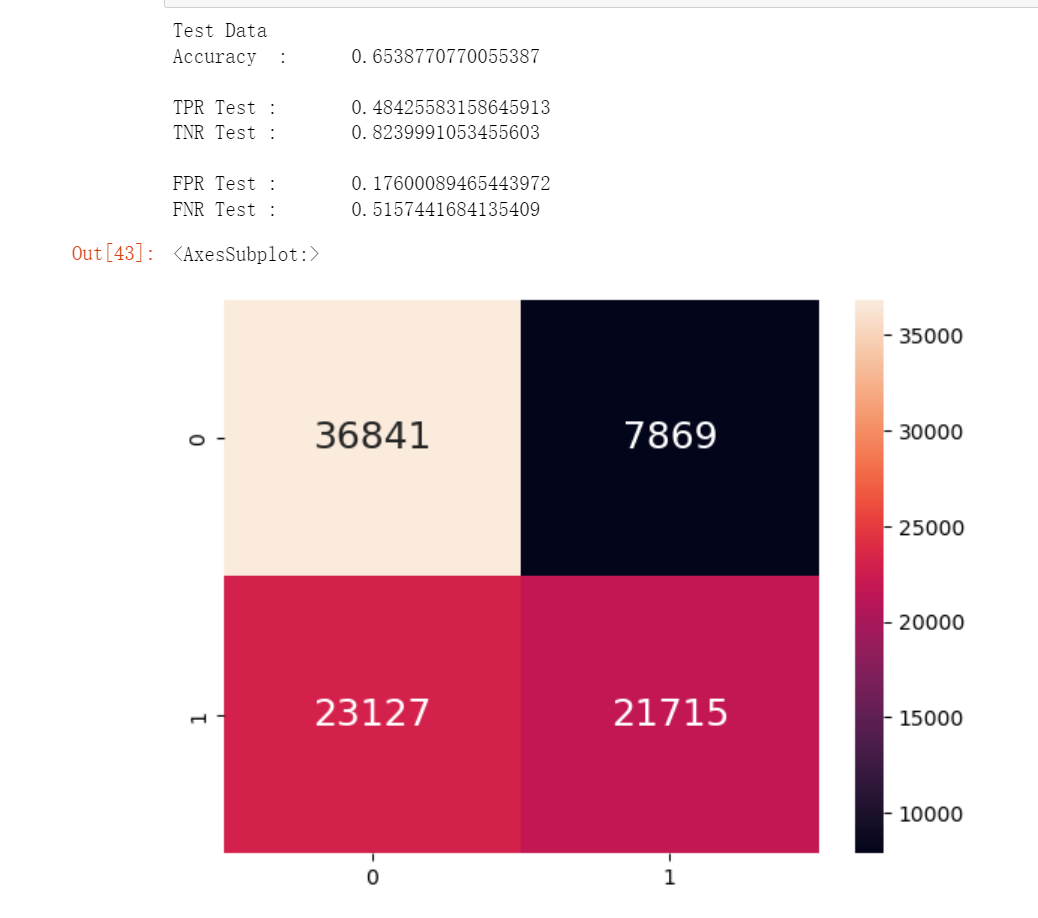 Test Data
Accuracy : 0.6538770770055387
TPR Test : 0.48425583158645913
TNR Test : 0.8239991053455603
FPR Test : 0.17600089465443972
FNR Test : 0.5157441684135409
Out[43]: <AxesSubplot:>
35000
0 36841 7869
30000
25000
20000
1 23127 21715
15000
10000
0 1